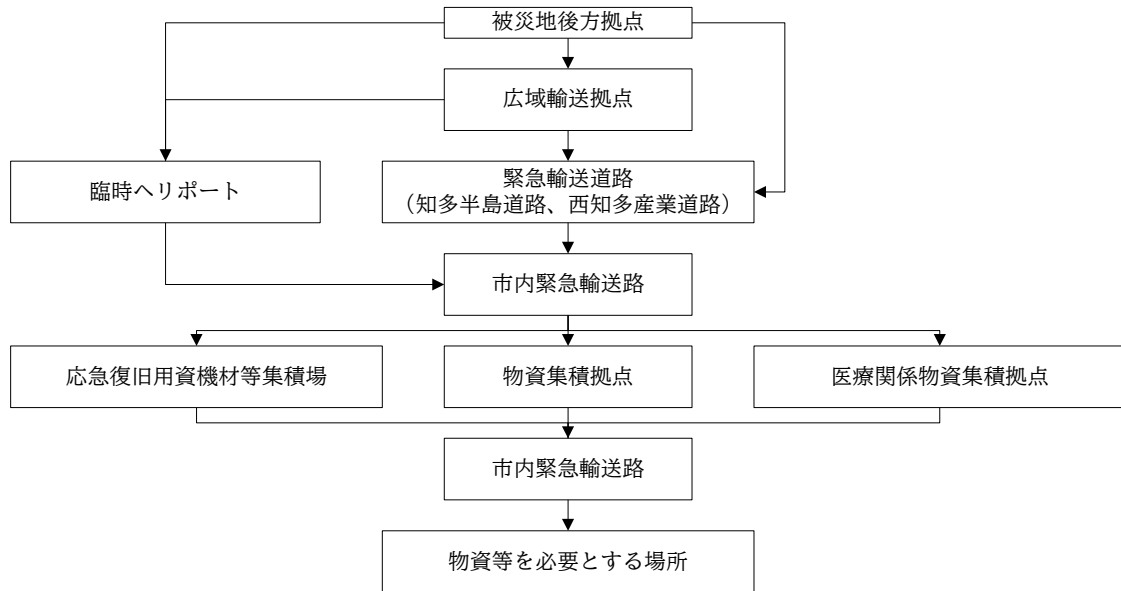 被災地後方拠点
広域輸送拠点
臨時ヘリポート
緊急輸送道路
（知多半島道路、西知多産業道路）
市内緊急輸送路
応急復旧用資機材等集積場
物資集積拠点
医療関係物資集積拠点
市内緊急輸送路
物資等を必要とする場所